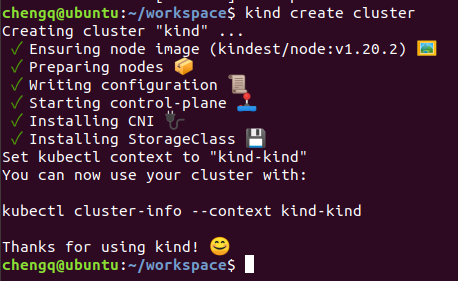 chengq@ubuntu:~/workspace$ kind create cluster
Creating cluster "kind" ...
✓ Ensuring node image (kindest/node:v1.20.2) 🖼
✓ Preparing nodes 📦
✓ Writing configuration 📜
✓ Starting control-plane 🕹
✓ Installing CNI 🔌
✓ Installing StorageClass 💾
Set kubectl context to "kind-kind"
You can now use your cluster with:
kubectl cluster-info --context kind-kind
Thanks for using kind! 😊
chengq@ubuntu:~/workspace$